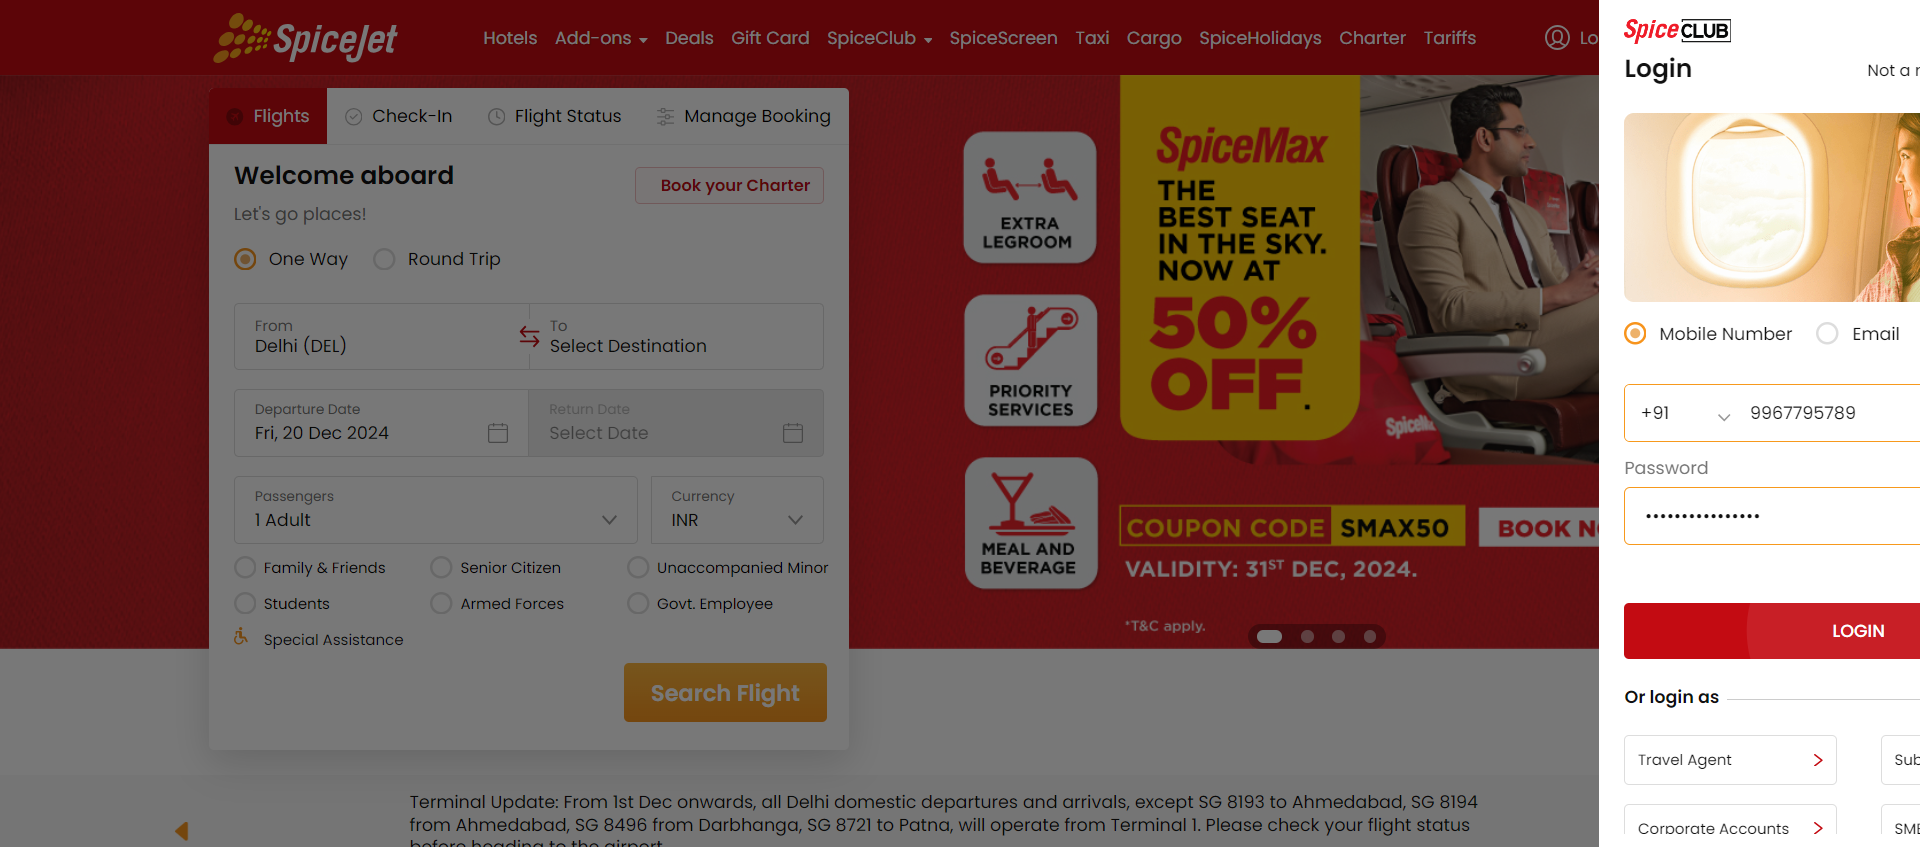 SpiceJet
Hotels Add-ons Deals Gift Card SpiceClub SpiceScreen Taxi Cargo SpiceHolidays Charter Tariffs Lo
Flights Check-In Flight Status Manage Booking
Welcome aboard
Book your Charter
Let's go places!
One Way Round Trip
From
Delhi (DEL)
To
Select Destination
Departure Date
Fri, 20 Dec 2024
Return Date
Select Date
Passengers
1 Adult
Currency
INR
Family & Friends Senior Citizen Unaccompanied Minor
Students Armed Forces Govt. Employee
Special Assistance
Search Flight
EXTRA
LEGROOM
PRIORITY
SERVICES
MEAL AND
BEVERAGE
SpiceMax
THE
BEST SEAT
IN THE SKY.
NOW AT
50%
OFF.
COUPON CODE SMAX50
BOOK NO
VALIDITY: 31ST DEC, 2024.
*T&C apply.
Terminal Update: From 1st Dec onwards, all Delhi domestic departures and arrivals, except SG 8193 to Ahmedabad, SG 8194
from Ahmedabad, SG 8496 from Darbhanga, SG 8721 to Patna, will operate from Terminal 1. Please check your flight status
before heading to the airport
SpiceCLUB
Login
Not a
Mobile Number Email
+91 9967795789
Password
••••••••••••••••
LOGIN
Or login as
Travel Agent
Sub
Corporate Accounts
SME